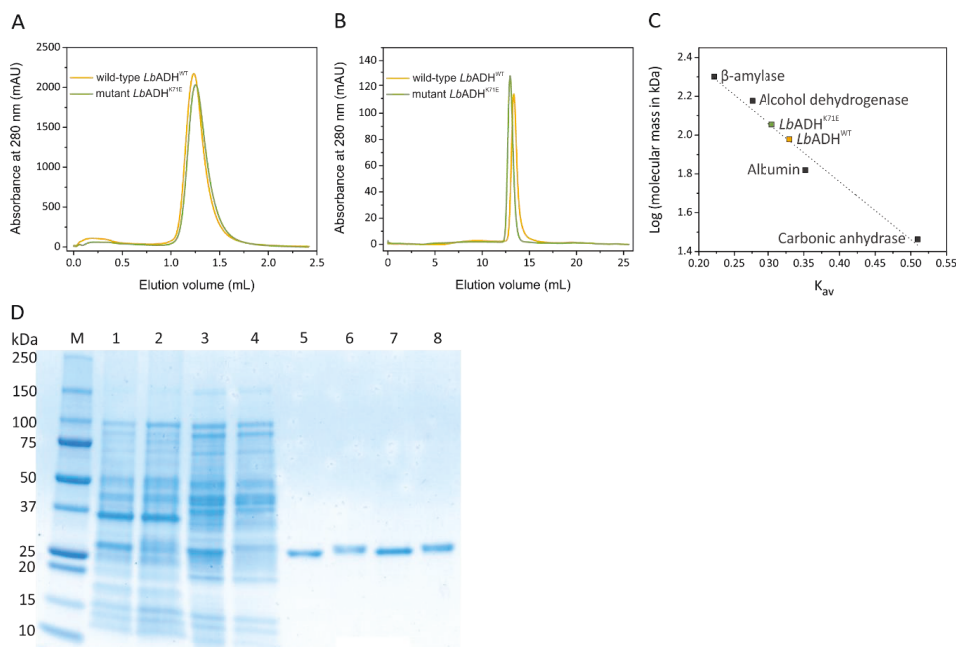 A
B
C
2500
2000
1500
1000
500
0
0.0 0.5 1.0 1.5 2.0 2.5
Absorbance at 280 nm (mAU)
Elution volume (mL)
wild-type LbADHWT
mutant LbADHK71E
140
120
100
80
60
40
20
0
0 5 10 15 20 25
Absorbance at 280 nm (mAU)
Elution volume (mL)
wild-type LbADHWT
mutant LbADHK71E
2.4
2.2
2.0
1.8
1.6
1.4
0.20 0.25 0.30 0.35 0.40 0.45 0.50 0.55
Log (molecular mass in kDa)
Kav
β-amylase
Alcohol dehydrogenase
LbADHK71E
LbADHWT
Albumin
Carbonic anhydrase
D
kDa M 1 2 3 4 5 6 7 8
250
150
100
75
50
37
25
20
15
10